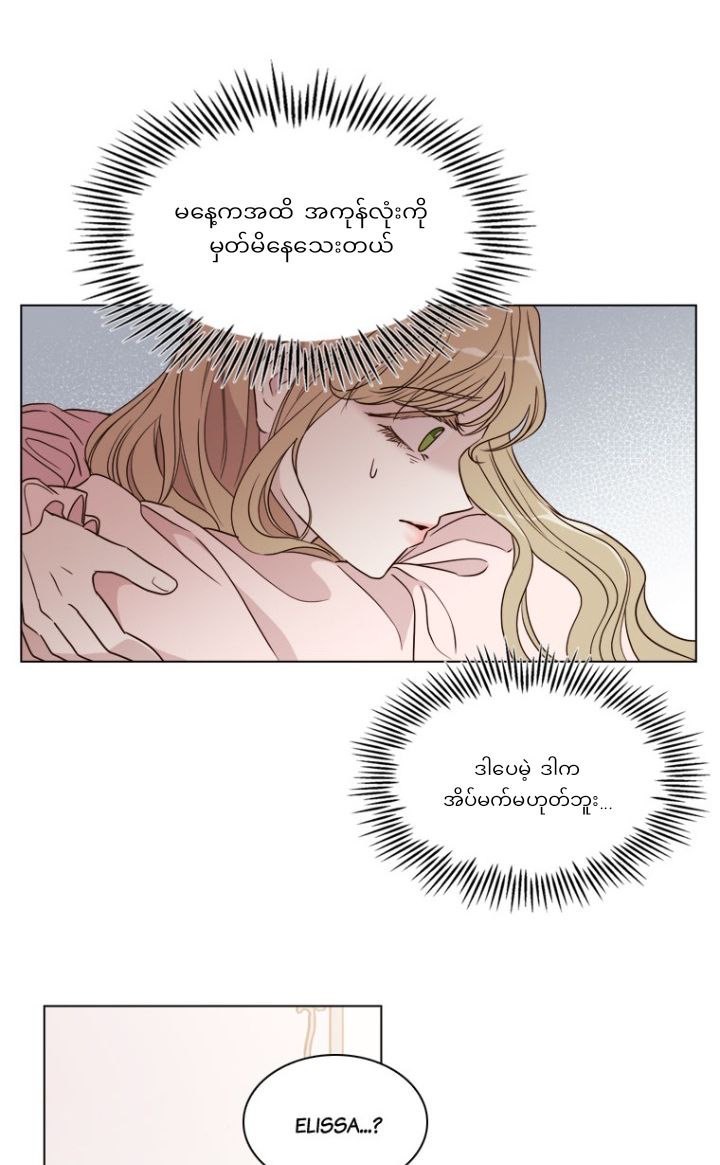 မနေ့ကအထိ အကုန်လုံးကို
မှတ်မိနေသေးတယ်
ဒါပေမဲ့ ဒါက
အိပ်မက်မဟုတ်ဘူး...
ELISSA...?